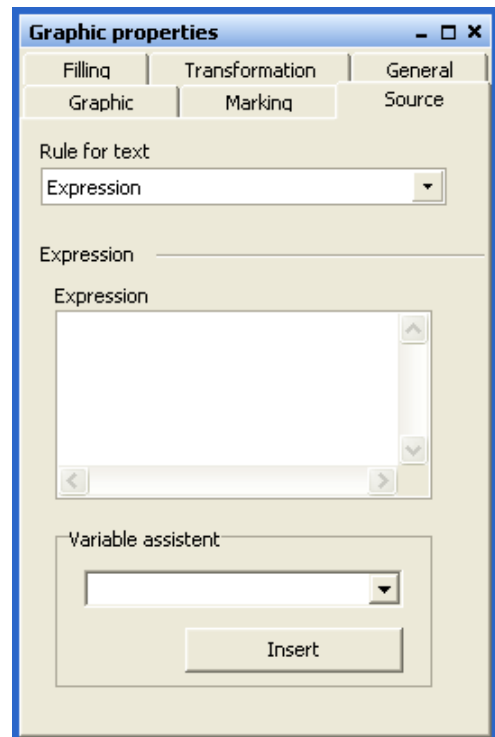 Graphic properties
Filling Transformation General
Graphic Marking Source
Rule for text
Expression
Expression
Expression
Variable assistent
Insert